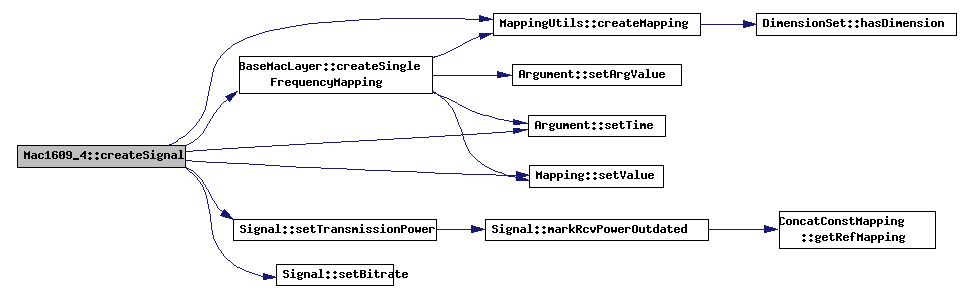 MappingUtils::createMapping
DimensionSet::hasDimension
BaseMacLayer::createSingle
FrequencyMapping
Argument::setArgValue
Argument::setTime
Mac1609_4::createSignal
Mapping::setValue
Signal::setTransmissionPower
Signal::markRcvPowerOutdated
ConcatConstMapping
::getRefMapping
Signal::setBitrate